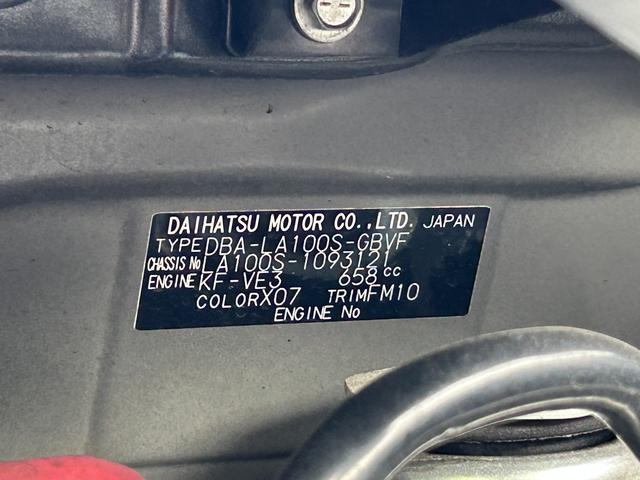 DAIHATSU MOTOR CO.,LTD. JAPAN
TYPE DBA-LA100S-GBVF
CHASSIS No LA100S-1093121
ENGINE KF-VE3 658cc
COLOR X07 TRIM FM10
ENGINE No